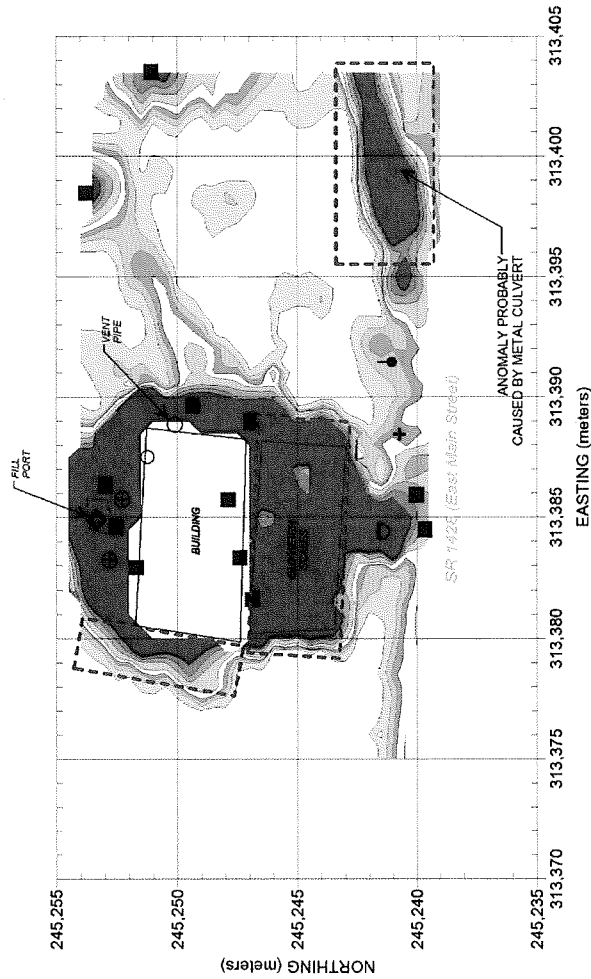 FILL
PORT
VENT
PIPE
BUILDING
ANOMALY PROBABLY
CAUSED BY METAL CULVERT
SR 1428 (East Main Street)
NORTHING (meters)
245,255
245,250
245,245
245,240
245,235
313,370
313,375
313,380
313,385
313,390
313,395
313,400
313,405
EASTING (meters)